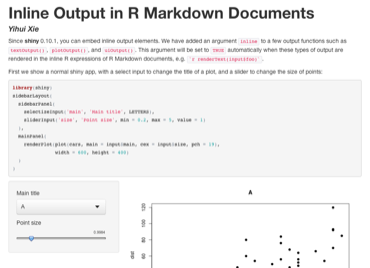 Inline Output in R Markdown Documents
Yihui Xie
Since shiny 0.10.1, you can embed inline output elements. We have added an argument inline to a few output functions such as
textOutput(), plotOutput(), and uiOutput(). This argument will be set to TRUE automatically when these types of output are
rendered in the inline R expressions of R Markdown documents, e.g. `r renderText(input$foo)`.
First we show a normal shiny app, with a select input to change the title of a plot, and a slider to change the size of points:
library(shiny)
sidebarLayout(
sidebarPanel(
selectInput('main', 'Main title', LETTERS),
sliderInput('size', 'Point size', min = 0.2, max = 5, value = 1)
),
mainPanel(
renderPlot(plot(cars, main = input$main, cex = input$size, pch = 19),
width = 600, height = 400)
)
)
Main title
A
Point size
A
dist
120
100
80
60